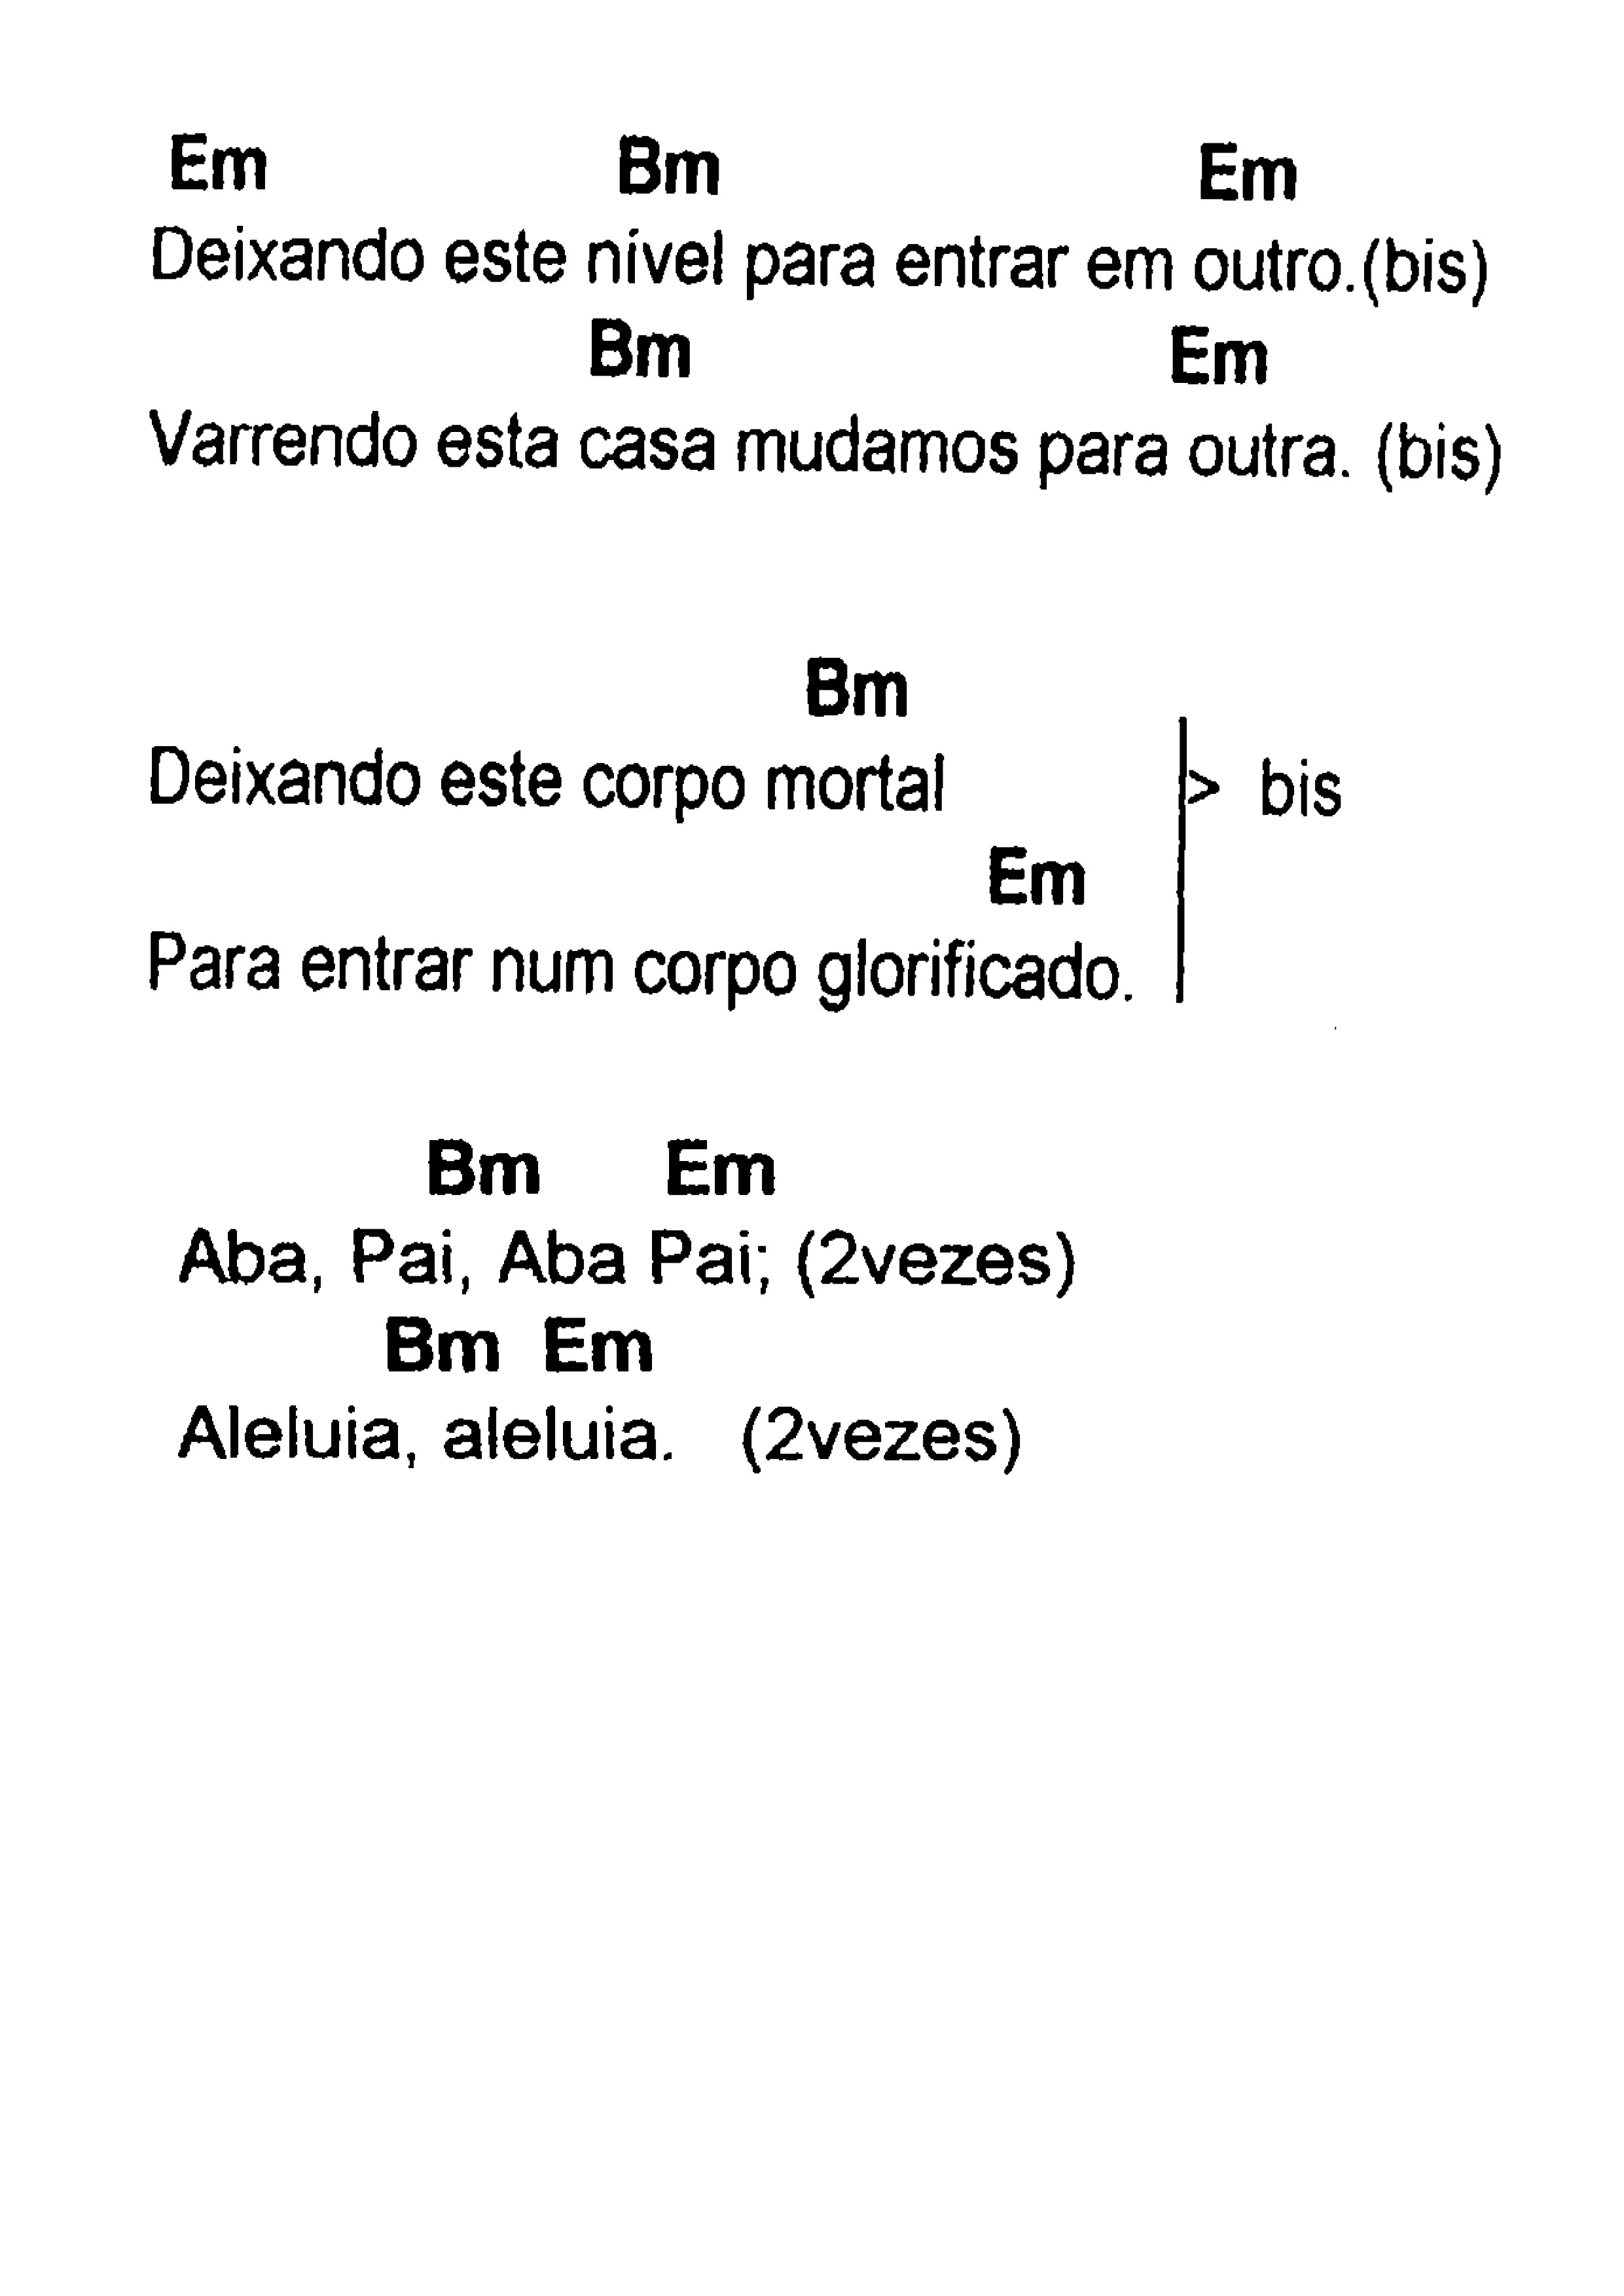 Em Bm Em
Deixando este nível para entrar em outro.(bis)
Bm Em
Varrendo esta casa mudamos para outra. (bis)
Bm
Deixando este corpo mortal > bis
Em
Para entrar num corpo glorificado.
Bm Em
Aba, Pai, Aba Pai; (2vezes)
Bm Em
Aleluia, aleluia. (2vezes)